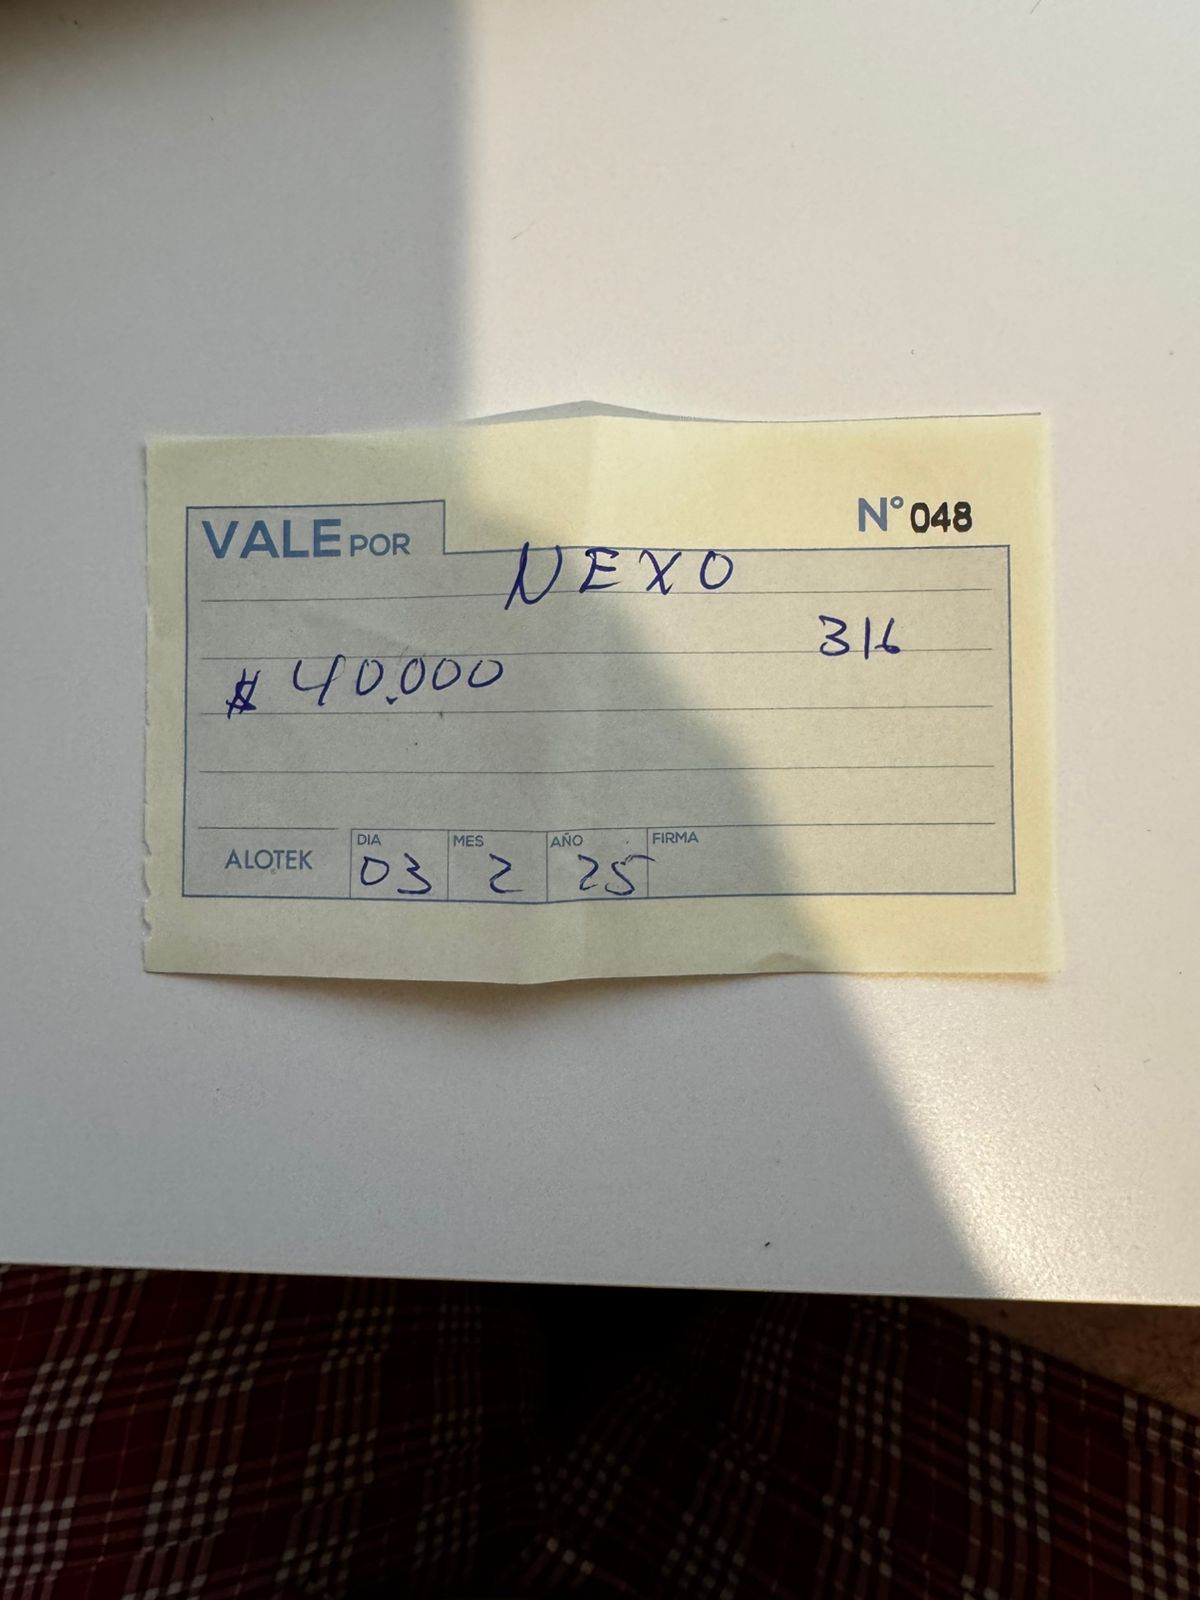 VALE POR N° 048
NEXO
316
$ 40.000
ALOTEK DIA 03 MES 2 AÑO 25 FIRMA